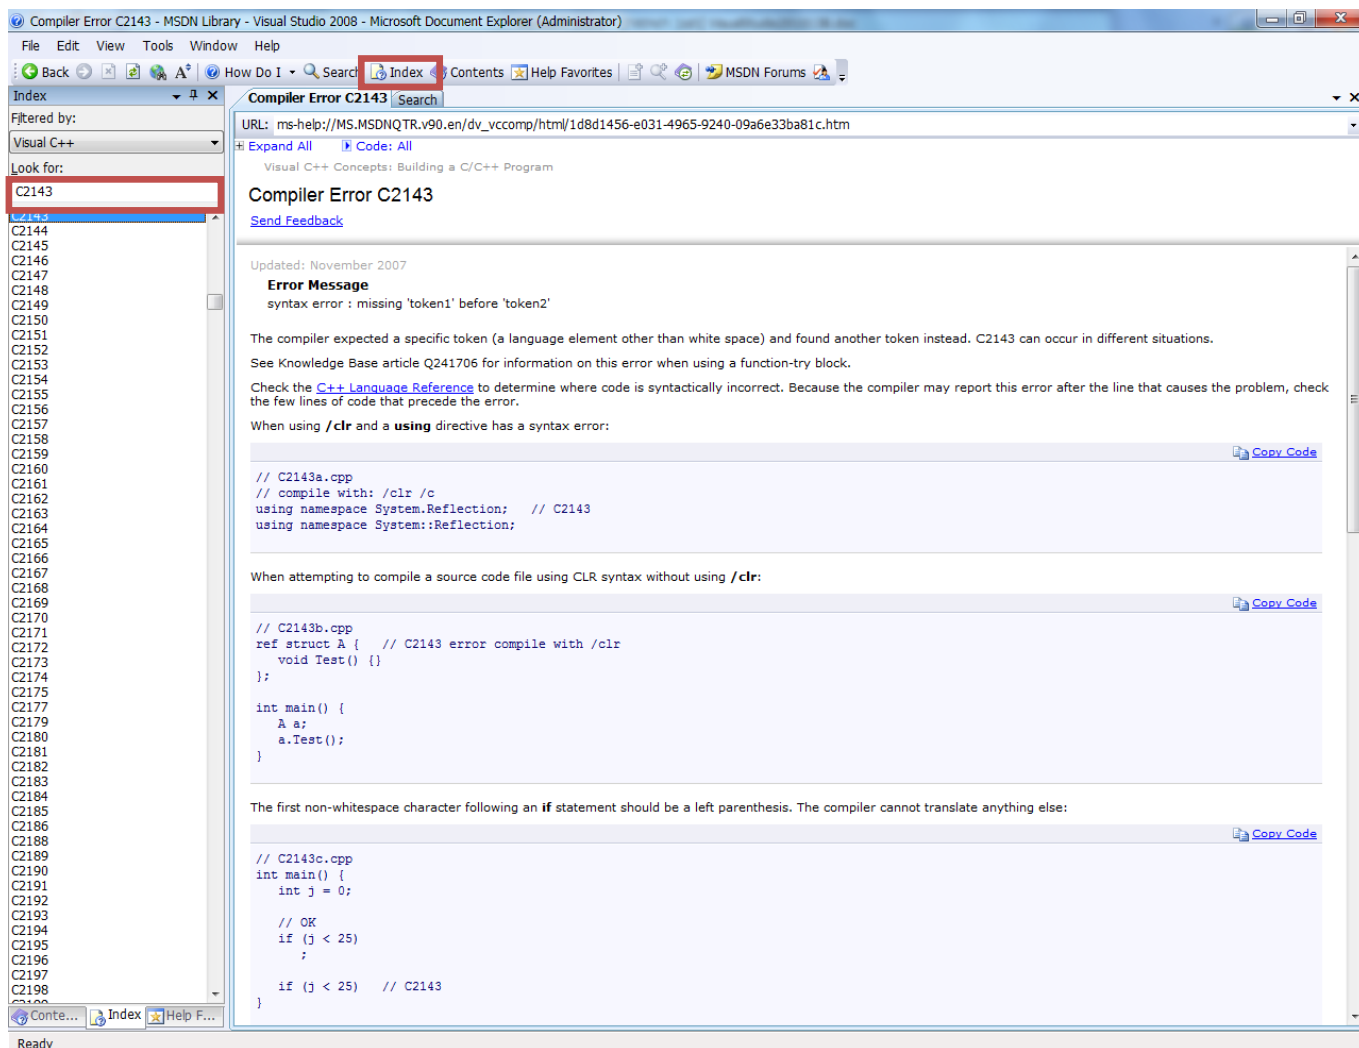 Compiler Error C2143 - MSDN Library - Visual Studio 2008 - Microsoft Document Explorer (Administrator)
File Edit View Tools Window Help
Back How Do I Search Index Contents Help Favorites MSDN Forums
Index
Filtered by:
Visual C++
Look for:
C2143
C2143
C2144
C2145
C2146
C2147
C2148
C2149
C2150
C2151
C2152
C2153
C2154
C2155
C2156
C2157
C2158
C2159
C2160
C2161
C2162
C2163
C2164
C2165
C2166
C2167
C2168
C2169
C2170
C2171
C2172
C2173
C2174
C2175
C2177
C2179
C2180
C2181
C2182
C2183
C2184
C2185
C2186
C2188
C2189
C2190
C2191
C2192
C2193
C2194
C2195
C2196
C2197
C2198
Conte... Index Help F...
Compiler Error C2143 Search
URL: ms-help://MS.MSDNQTR.v90.en/dv_vccomp/html/1d8d1456-e031-4965-9240-09a6e33ba81c.htm
Expand All Code: All
Visual C++ Concepts: Building a C/C++ Program
Compiler Error C2143
Send Feedback
Updated: November 2007
Error Message
syntax error : missing 'token1' before 'token2'
The compiler expected a specific token (a language element other than white space) and found another token instead. C2143 can occur in different situations.
See Knowledge Base article Q241706 for information on this error when using a function-try block.
Check the C++ Language Reference to determine where code is syntactically incorrect. Because the compiler may report this error after the line that causes the problem, check
the few lines of code that precede the error.
When using /clr and a using directive has a syntax error:
Copy Code
// C2143a.cpp
// compile with: /clr /c
using namespace System.Reflection;   // C2143
using namespace System::Reflection;
When attempting to compile a source code file using CLR syntax without using /clr:
Copy Code
// C2143b.cpp
ref struct A {   // C2143 error compile with /clr
void Test() {}
};
int main() {
A a;
a.Test();
}
The first non-whitespace character following an if statement should be a left parenthesis. The compiler cannot translate anything else:
Copy Code
// C2143c.cpp
int main() {
int j = 0;
// OK
if (j < 25)
;
if (j < 25)   // C2143
}
Ready